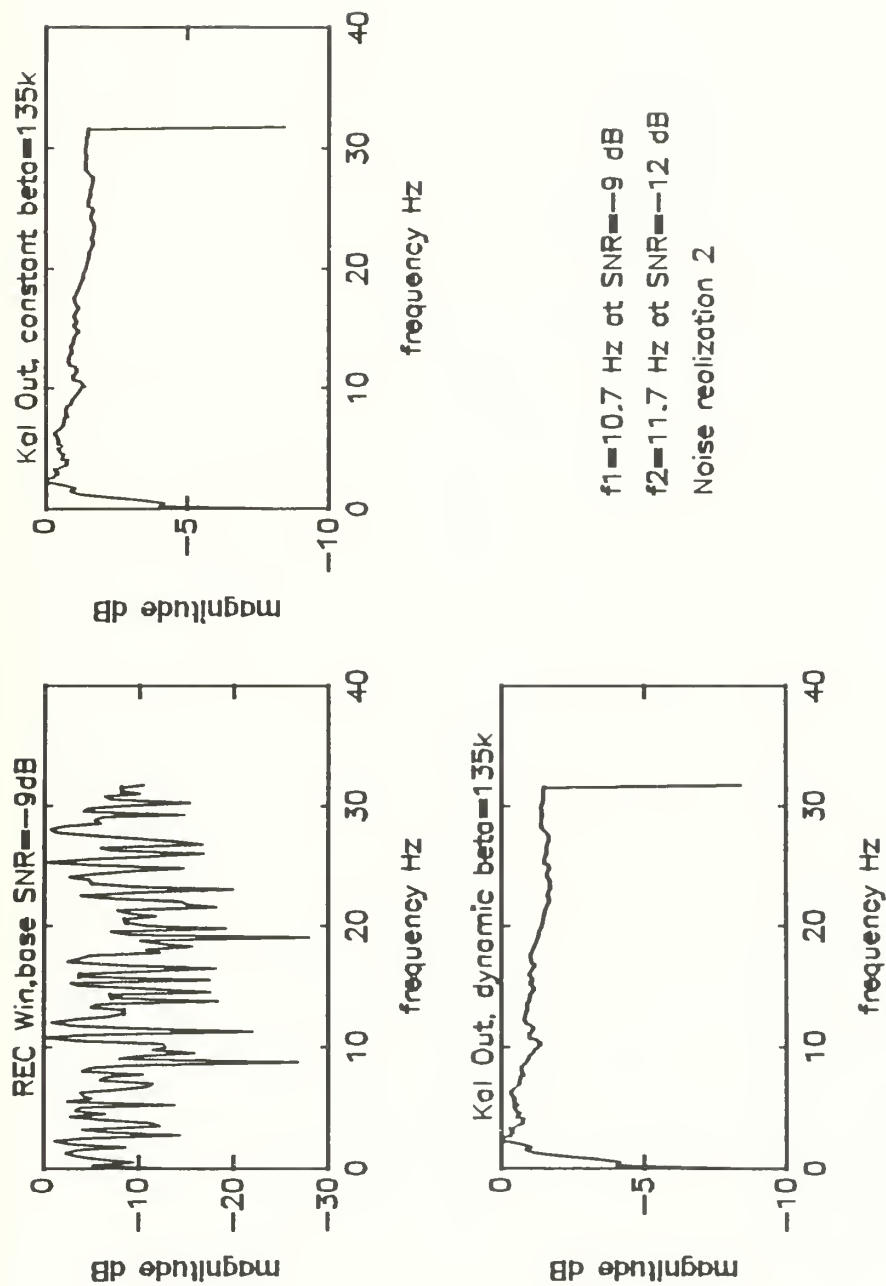 REC Win,base SNR=-9dB
0
-10
-20
-30
magnitude dB
0
10
20
30
40
frequency Hz
Kal Out, constant beta=135k
0
-5
-10
magnitude dB
0
10
20
30
40
frequency Hz
Kal Out, dynamic beta=135k
0
-5
-10
magnitude dB
0
10
20
30
40
frequency Hz
f1=10.7 Hz at SNR=-9 dB
f2=11.7 Hz at SNR=-12 dB
Noise realization 2